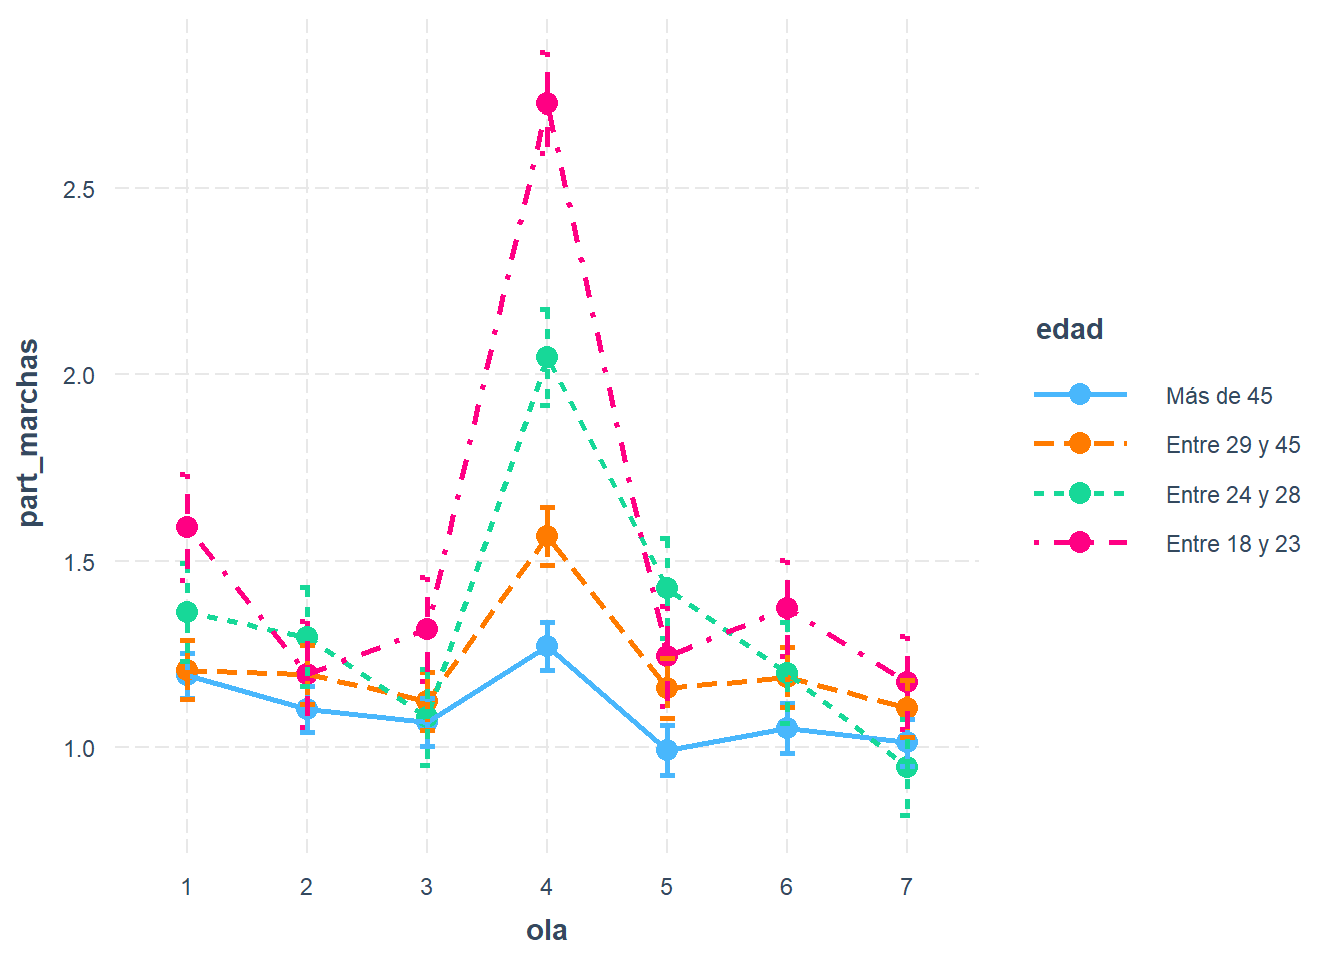 part_marchas
2.5
2.0
1.5
1.0
1 2 3 4 5 6 7
ola
edad
Más de 45
Entre 29 y 45
Entre 24 y 28
Entre 18 y 23